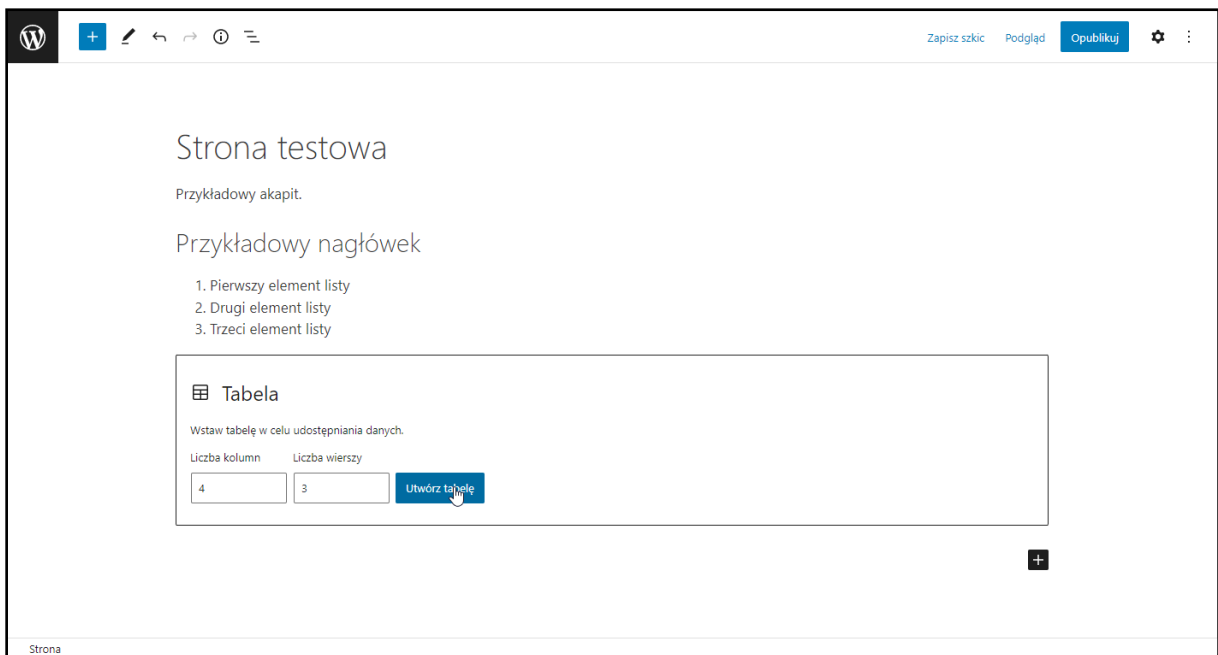 Zapisz szkic Podgląd Opublikuj
Strona testowa
Przykładowy akapit.
Przykładowy nagłówek
1. Pierwszy element listy
2. Drugi element listy
3. Trzeci element listy
Tabela
Wstaw tabelę w celu udostępniania danych.
Liczba kolumn Liczba wierszy
4 3 Utwórz tabelę
Strona